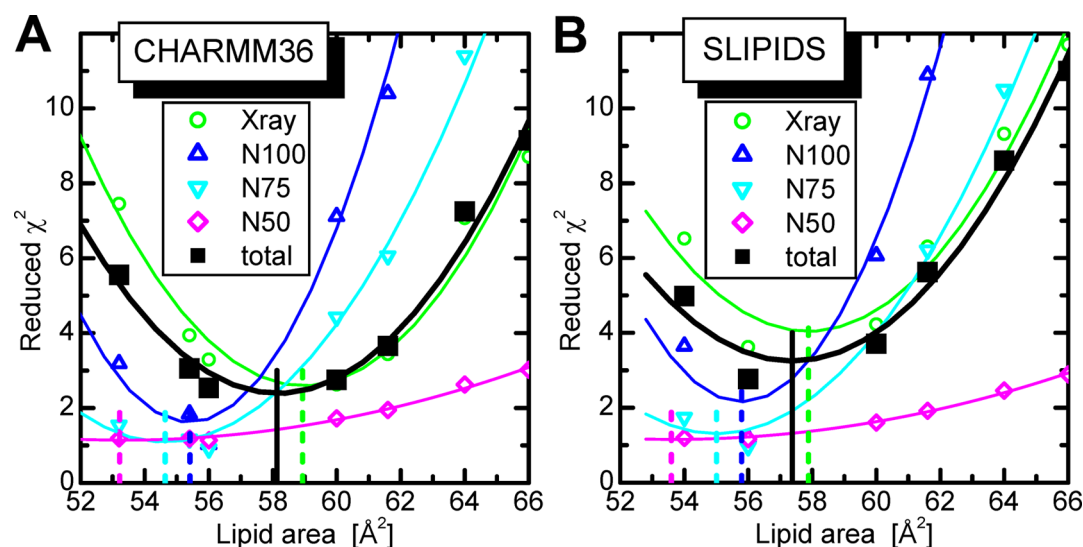 A
CHARMM36
Xray
N100
N75
N50
total
Reduced χ²
10
8
6
4
2
0
52 54 56 58 60 62 64 66
Lipid area [Å²]
B
SLIPIDS
Xray
N100
N75
N50
total
Reduced χ²
10
8
6
4
2
0
52 54 56 58 60 62 64 66
Lipid area [Å²]